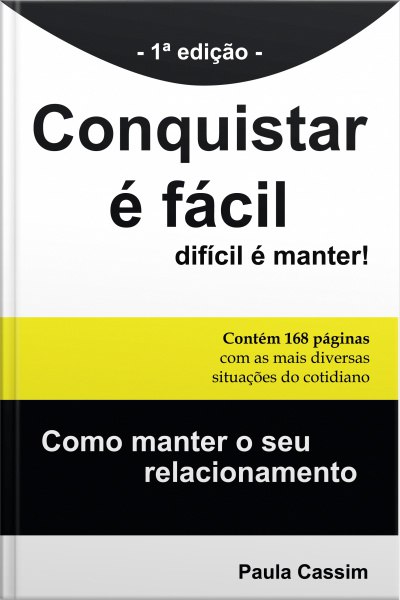 - 1ª edição -
Conquistar
é fácil
difícil é manter!
Contém 168 páginas
com as mais diversas
situações do cotidiano
Como manter o seu
relacionamento
Paula Cassim